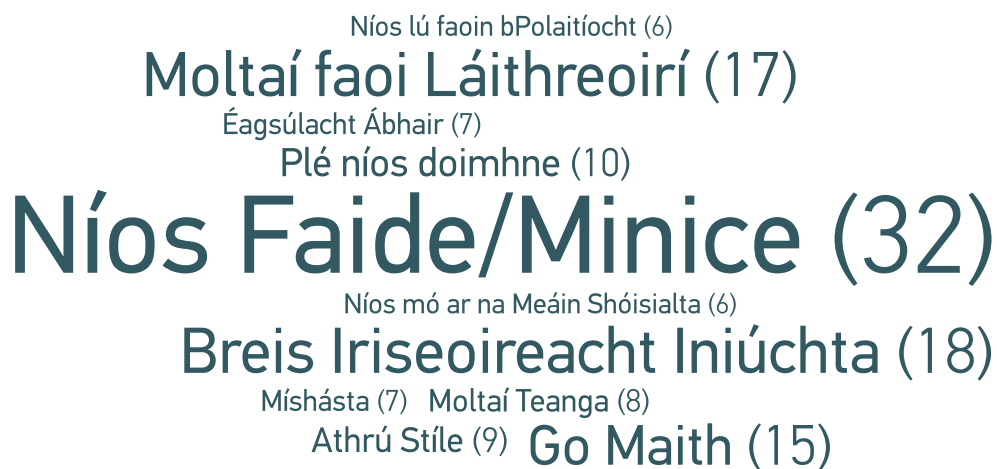 Níos lú faoin bPolaitíocht (6)
Moltaí faoi Láithreoirí (17)
Éagsúlacht Ábhair (7)
Plé níos doimhne (10)
Níos Faide/Minice (32)
Níos mó ar na Meáin Shóisialta (6)
Breis Iriseoireacht Iniúchta (18)
Míshásta (7) Moltaí Teanga (8)
Athrú Stíle (9) Go Maith (15)